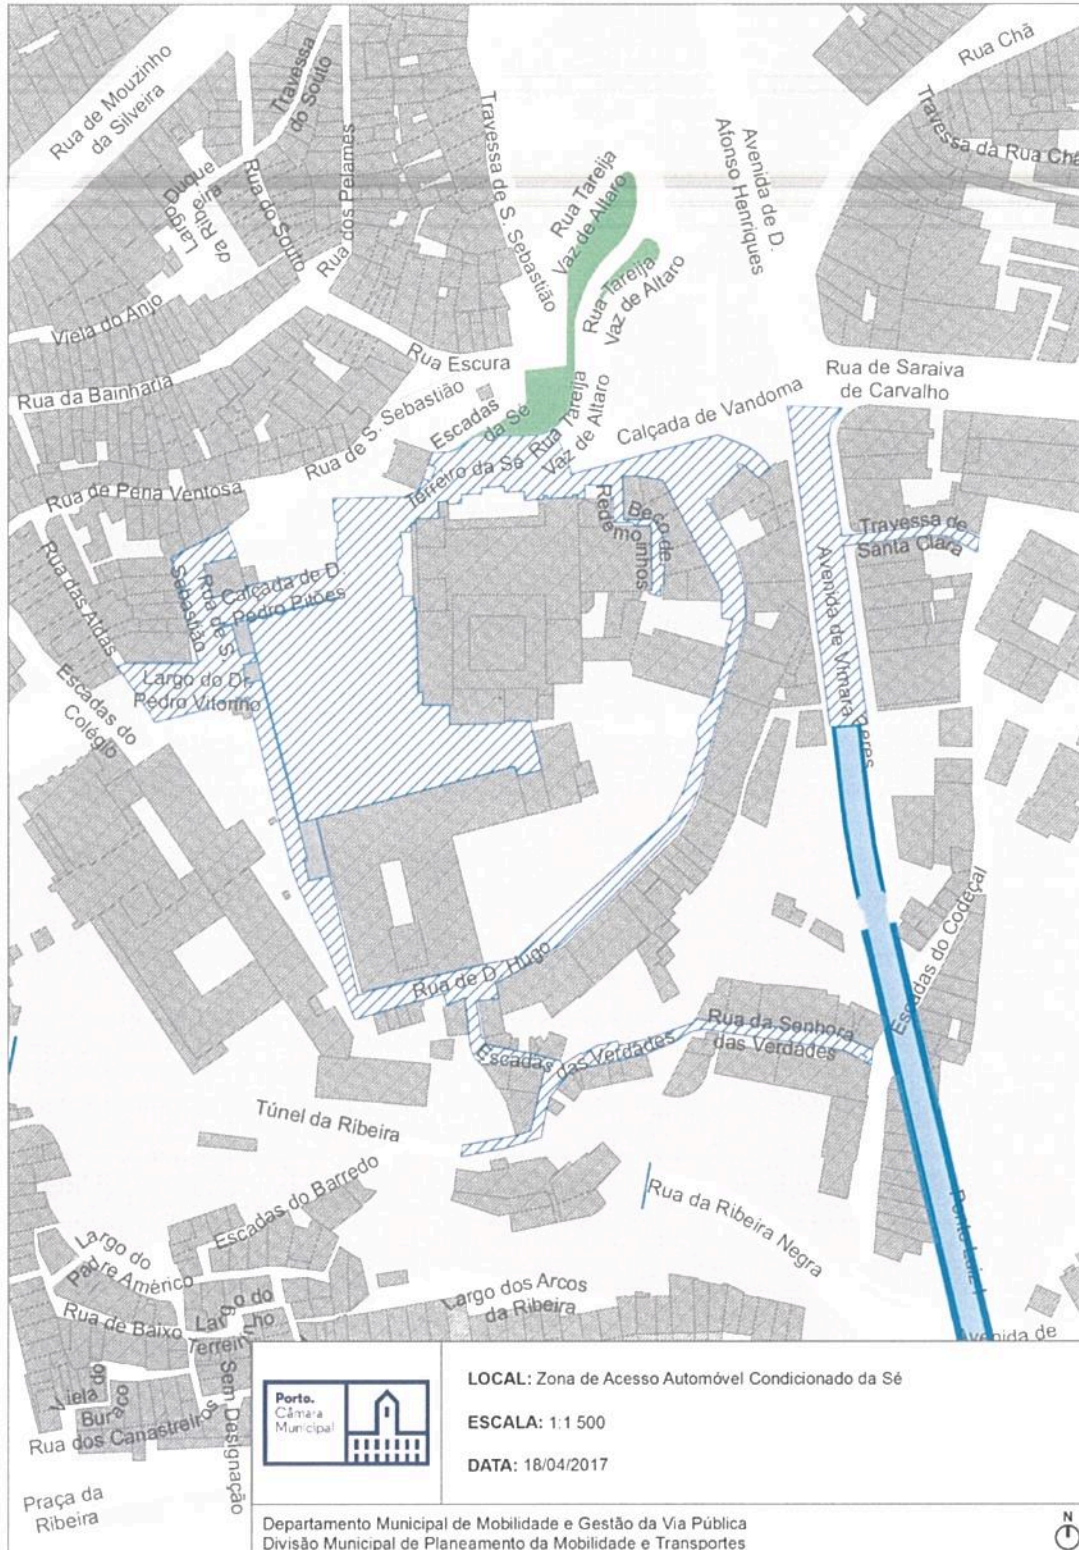 Rua de Mouzinho
da Silveira
Travessa
do Souto
Rua Chã
Travessa da Rua Chã
Travessa de S. Sebastião
Avenida de D.
Afonso Henriques
Rua dos Pelames
Largo Duque
da Ribeira
Rua do Souto
Rua Tareija
Vaz de Altaro
Rua Tareija
Vaz de Altaro
Viela do Anjo
Rua Escura
Rua de Saraiva
de Carvalho
Rua da Bainharia
Rua de S. Sebastião
Escadas
da Sé
Rua Tareija
Vaz de Altaro
Calçada de Vandoma
Terreiro da Sé
Rua de Pena Ventosa
Beco de
Redemoinhos
Travessa de
Santa Clara
Rua das Aldas
Rua de S.
Sebastião
Calçada de D.
Pedro Pitões
Avenida de Vímara
Peres
Largo do Dr.
Pedro Vitorino
Escadas do
Colégio
Escadas do Codeçal
Rua de D. Hugo
Rua da Senhora
das Verdades
Escadas das Verdades
Túnel da Ribeira
Escadas do Barredo
Rua da Ribeira Negra
Ponte Luiz I
Largo do
Padre Américo
Largo dos Arcos
da Ribeira
Rua de Baixo
Largo do
Terreirinho
Avenida de
Viela do
Buraco
Rua dos Canastreiros
Sem Designação
Praça da
Ribeira
Porto.
Câmara
Municipal
LOCAL: Zona de Acesso Automóvel Condicionado da Sé
ESCALA: 1:1 500
DATA: 18/04/2017
Departamento Municipal de Mobilidade e Gestão da Via Pública
Divisão Municipal de Planeamento da Mobilidade e Transportes
N